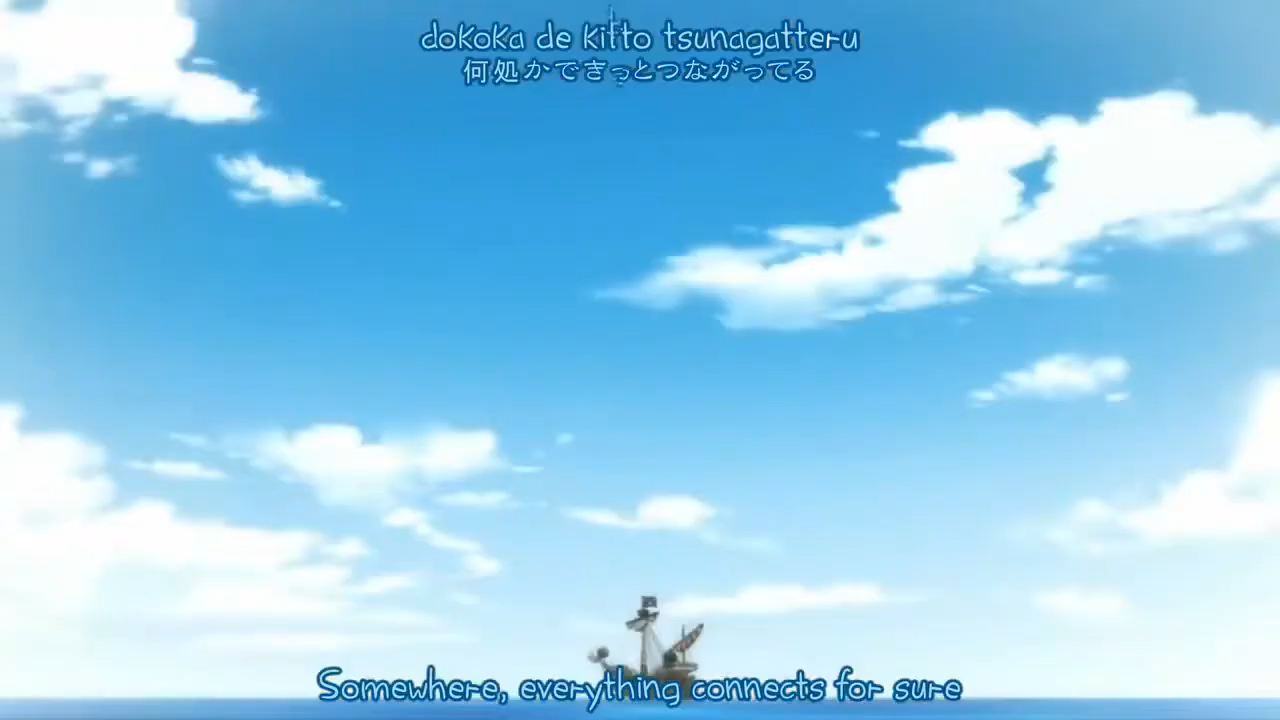 dokoka de kitto tsunagatteru
何処かできっとつながってる
Somewhere, everything connects for sure